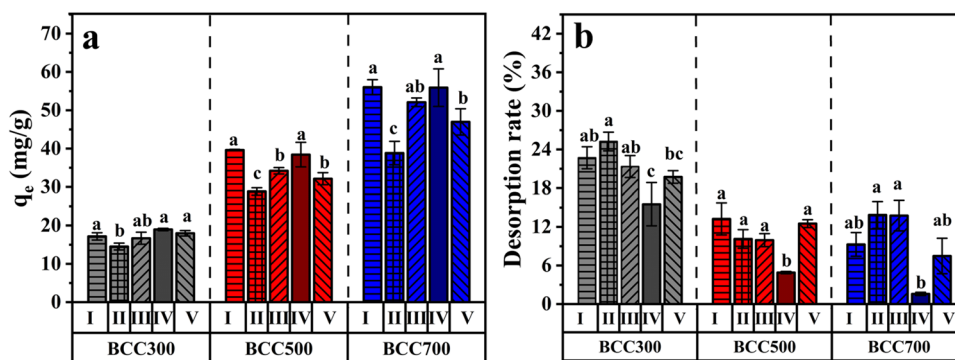 a
q_e (mg/g)
70
60
50
40
30
20
10
0
a b ab a a
a c b a b
a c ab a b
I II III IV V I II III IV V I II III IV V
BCC300 BCC500 BCC700
b
Desorption rate (%)
42
36
30
24
18
12
6
0
ab a ab c bc
a a a b a
ab a a b ab
I II III IV V I II III IV V I II III IV V
BCC300 BCC500 BCC700